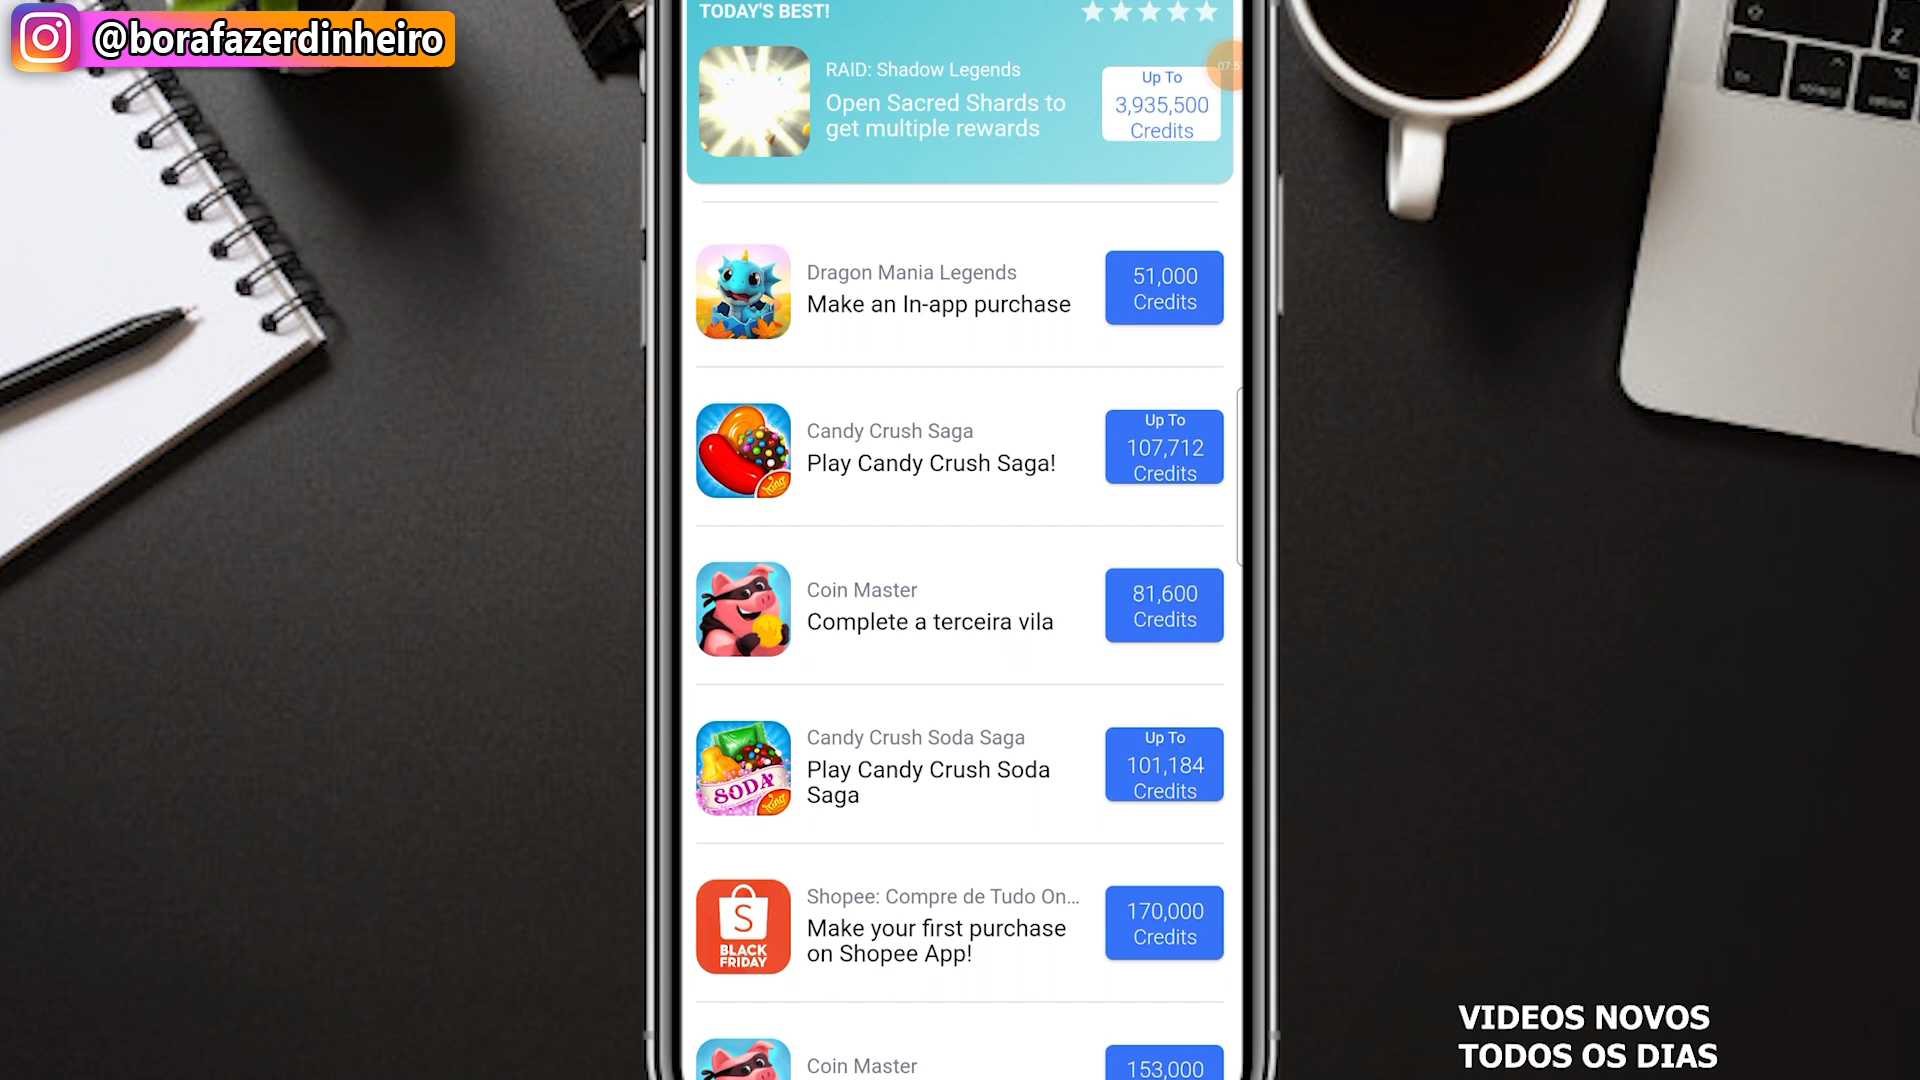 @borafazerdinheiro
TODAY'S BEST!
RAID: Shadow Legends
Open Sacred Shards to
get multiple rewards
Up To
3,935,500
Credits
Dragon Mania Legends
Make an In-app purchase
51,000
Credits
Candy Crush Saga
Play Candy Crush Saga!
Up To
107,712
Credits
Coin Master
Complete a terceira vila
81,600
Credits
Candy Crush Soda Saga
Play Candy Crush Soda
Saga
SODA
King
Up To
101,184
Credits
Shopee: Compre de Tudo On...
Make your first purchase
on Shopee App!
S
BLACK
FRIDAY
170,000
Credits
Coin Master
153,000
VIDEOS NOVOS
TODOS OS DIAS